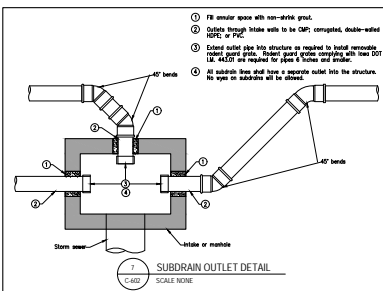 ① Fill annular space with non-shrink grout.
② Outlets through intake walls to be CMP; corrugated, double-walled
HDPE; or PVC.
③ Extend outlet pipe into structure as required to install removable
rodent guard grate. Rodent guard grates complying with Iowa DOT
I.M. 443.01 are required for pipes 6 inches and smaller.
④ All subdrain lines shall have a separate outlet into the structure.
No wyes on subdrains will be allowed.
45° bends
② ①
45° bends
① ①
③
② ② 
④
Storm sewer
Intake or manhole
7
C-602
SUBDRAIN OUTLET DETAIL
SCALE NONE